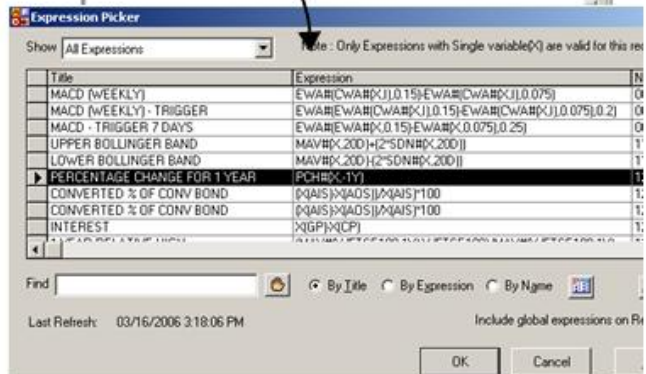 Expression Picker
Show All Expressions Note : Only Expressions with Single variable(X) are valid for this re
Title Expression N
MACD (WEEKLY) EWA#(CWA#(X,J),0.15)-EWA#(CWA#(X,J),0.075)
MACD (WEEKLY) - TRIGGER EWA#(EWA#(CWA#(X,J),0.15)-EWA#(CWA#(X,J),0.075),0.2)
MACD - TRIGGER 7 DAYS EWA#(EWA#(X,0.15)-EWA#(X,0.075),0.25)
UPPER BOLLINGER BAND MAV#(X,20D)+(2*SDN#(X,20D))
LOWER BOLLINGER BAND MAV#(X,20D)-(2*SDN#(X,20D))
PERCENTAGE CHANGE FOR 1 YEAR PCH#(X,-1Y)
CONVERTED % OF CONV BOND (X(AIS)-X(AOS))/X(AIS)*100
CONVERTED % OF CONV BOND (X(AIS)-X(AOS))/X(AIS)*100
INTEREST X(GP)-X(CP)
Find By Title By Expression By Name
Last Refresh: 03/16/2006 3:18:06 PM Include global expressions on Re
OK Cancel